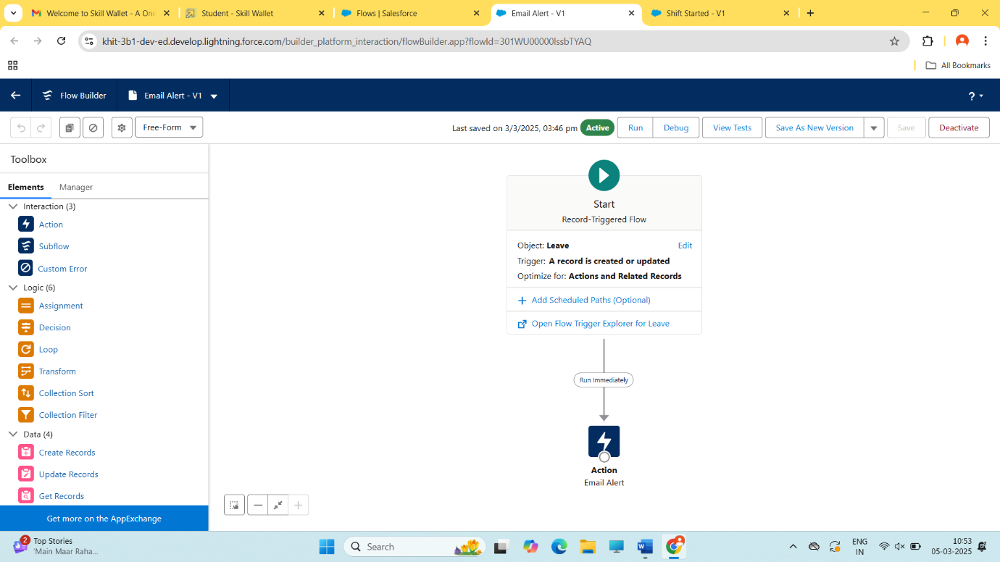 Welcome to Skill Wallet - A One
Student - Skill Wallet
Flows | Salesforce
Email Alert - V1
Shift Started - V1
khit-3b1-dev-ed.develop.lightning.force.com/builder_platform_interaction/flowBuilder.app?flowId=301WU00000IssbTYAQ
All Bookmarks
Flow Builder
Email Alert - V1
?
Free-Form
Last saved on 3/3/2025, 03:46 pm
Active
Run
Debug
View Tests
Save As New Version
Save
Deactivate
Toolbox
Elements
Manager
Interaction (3)
Action
Subflow
Custom Error
Logic (6)
Assignment
Decision
Loop
Transform
Collection Sort
Collection Filter
Data (4)
Create Records
Update Records
Get Records
Get more on the AppExchange
Start
Record-Triggered Flow
Object: Leave
Edit
Trigger: A record is created or updated
Optimize for: Actions and Related Records
Add Scheduled Paths (Optional)
Open Flow Trigger Explorer for Leave
Run Immediately
Action
Email Alert
2
Top Stories
'Main Maar Raha...
Search
ENG
IN
10:53
05-03-2025